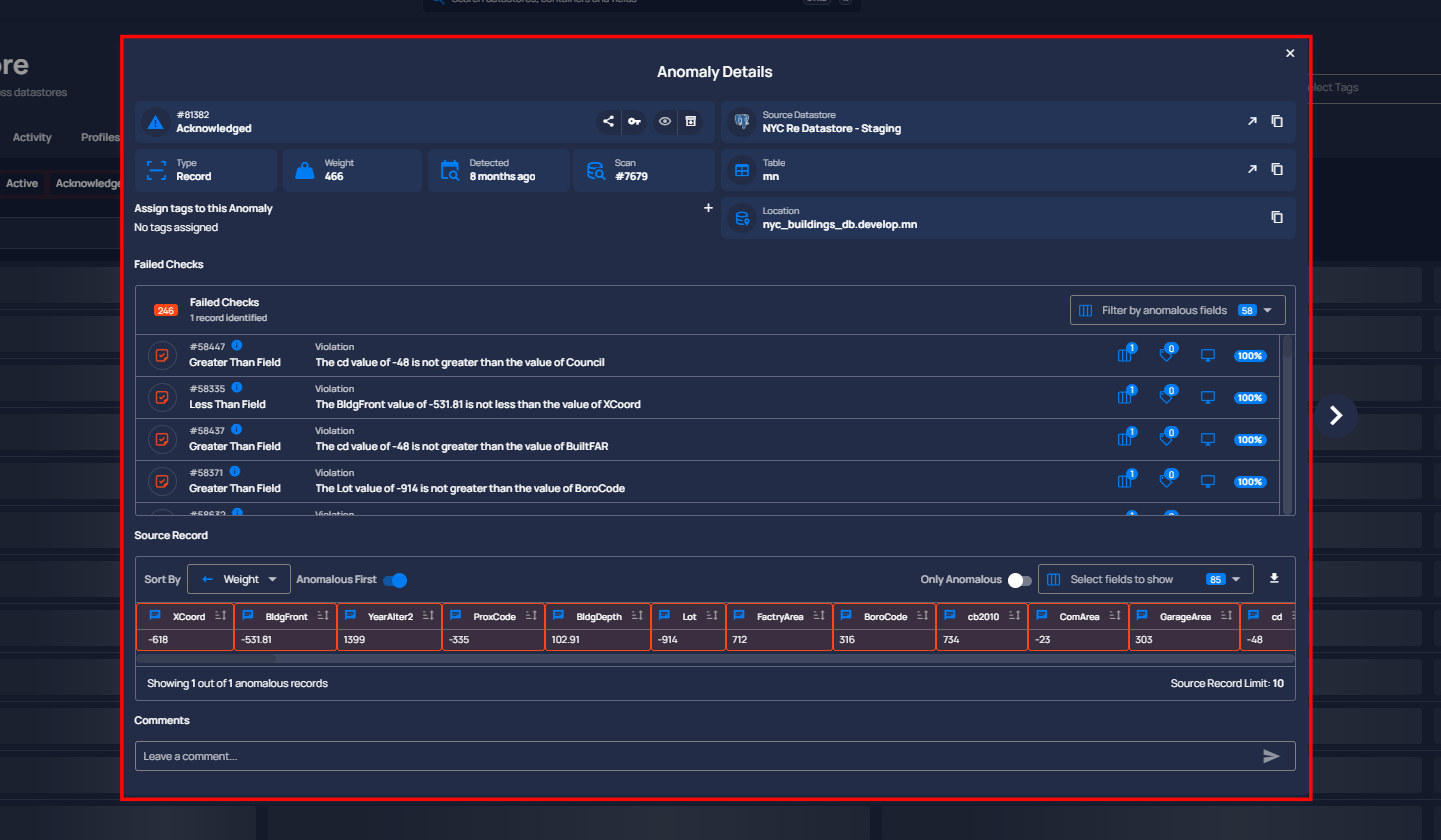 Search datastores, containers and fields
ore
oss datastores
Activity
Profiles
Active
Acknowledge
lect Tags
Anomaly Details
#81382
Acknowledged
Source Datastore
NYC Re Datastore - Staging
Type
Record
Weight
466
Detected
8 months ago
Scan
#7679
Table
mn
Assign tags to this Anomaly
No tags assigned
Location
nyc_buildings_db.develop.mn
Failed Checks
246
Failed Checks
1 record identified
Filter by anomalous fields 58
#58447 Violation
Greater Than Field The cd value of -48 is not greater than the value of Council 1 0 100%
#58335 Violation
Less Than Field The BldgFront value of -531.81 is not less than the value of XCoord 1 0 100%
#58437 Violation
Greater Than Field The cd value of -48 is not greater than the value of BuiltFAR 1 0 100%
#58371 Violation
Greater Than Field The Lot value of -914 is not greater than the value of BoroCode 1 0 100%
#58632 Violation
Source Record
Sort By Weight Anomalous First Only Anomalous Select fields to show 85
XCoord BldgFront YearAlter2 ProxCode BldgDepth Lot FactryArea BoroCode cb2010 ComArea GarageArea cd
-618 -531.81 1399 -335 102.91 -914 712 316 734 -23 303 -48
Showing 1 out of 1 anomalous records Source Record Limit: 10
Comments
Leave a comment...